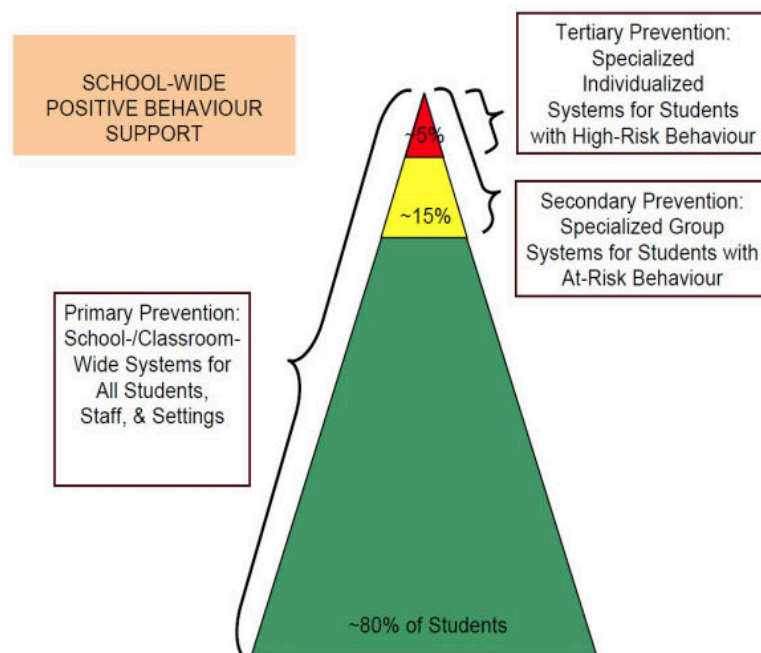 SCHOOL-WIDE
POSITIVE BEHAVIOUR
SUPPORT
Tertiary Prevention:
Specialized
Individualized
Systems for Students
with High-Risk Behaviour
~5%
~15%
Secondary Prevention:
Specialized Group
Systems for Students with
At-Risk Behaviour
Primary Prevention:
School-/Classroom-
Wide Systems for
All Students,
Staff, & Settings
~80% of Students